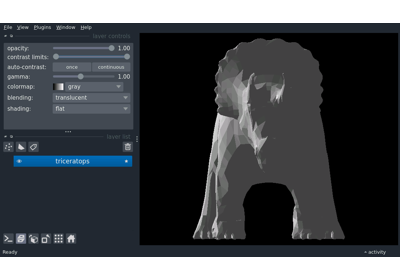 File View Plugins Window Help
layer controls
opacity: 1.00
contrast limits:
auto-contrast: once continuous
gamma: 1.00
colormap: gray
blending: translucent
shading: flat
layer list
triceratops
Ready activity